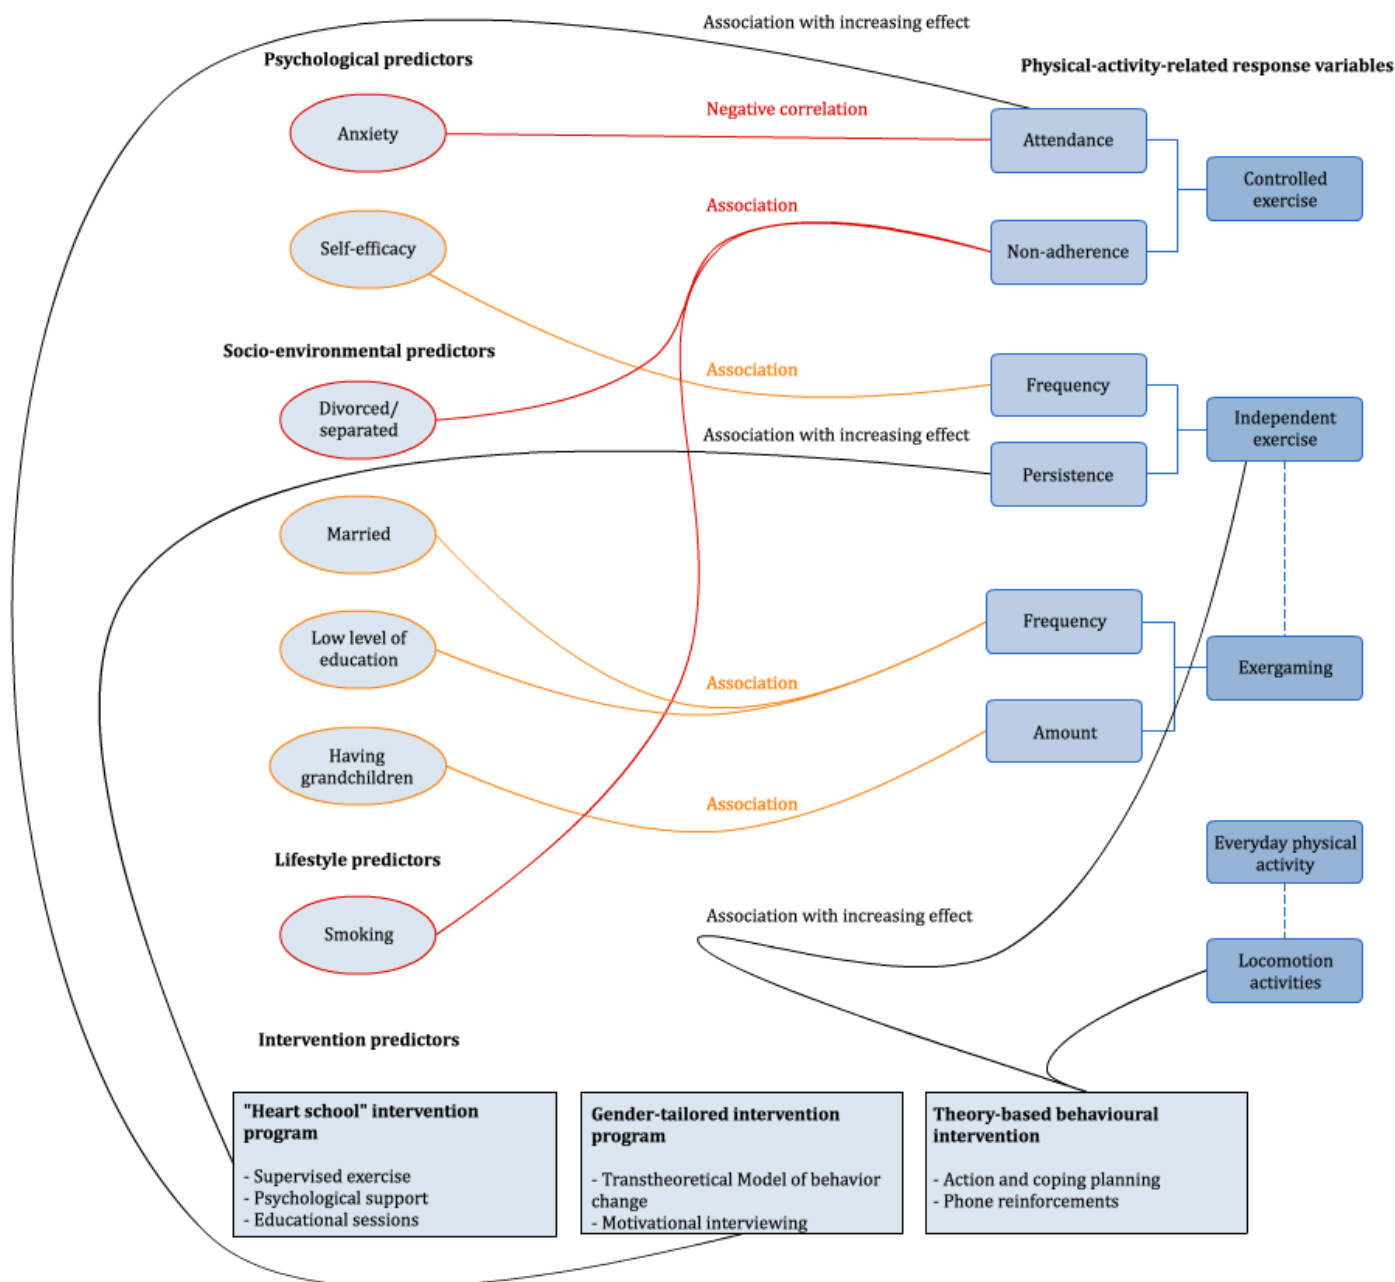 Association with increasing effect
Psychological predictors
Physical-activity-related response variables
Anxiety
Negative correlation
Attendance
Controlled
exercise
Self-efficacy
Association
Non-adherence
Socio-environmental predictors
Divorced/
separated
Association
Frequency
Association with increasing effect
Persistence
Independent
exercise
Married
Low level of
education
Association
Frequency
Exergaming
Having
grandchildren
Association
Amount
Lifestyle predictors
Smoking
Association with increasing effect
Everyday physical
activity
Locomotion
activities
Intervention predictors
"Heart school" intervention
program
- Supervised exercise
- Psychological support
- Educational sessions
Gender-tailored intervention
program
- Transtheoretical Model of behavior
change
- Motivational interviewing
Theory-based behavioural
intervention
- Action and coping planning
- Phone reinforcements